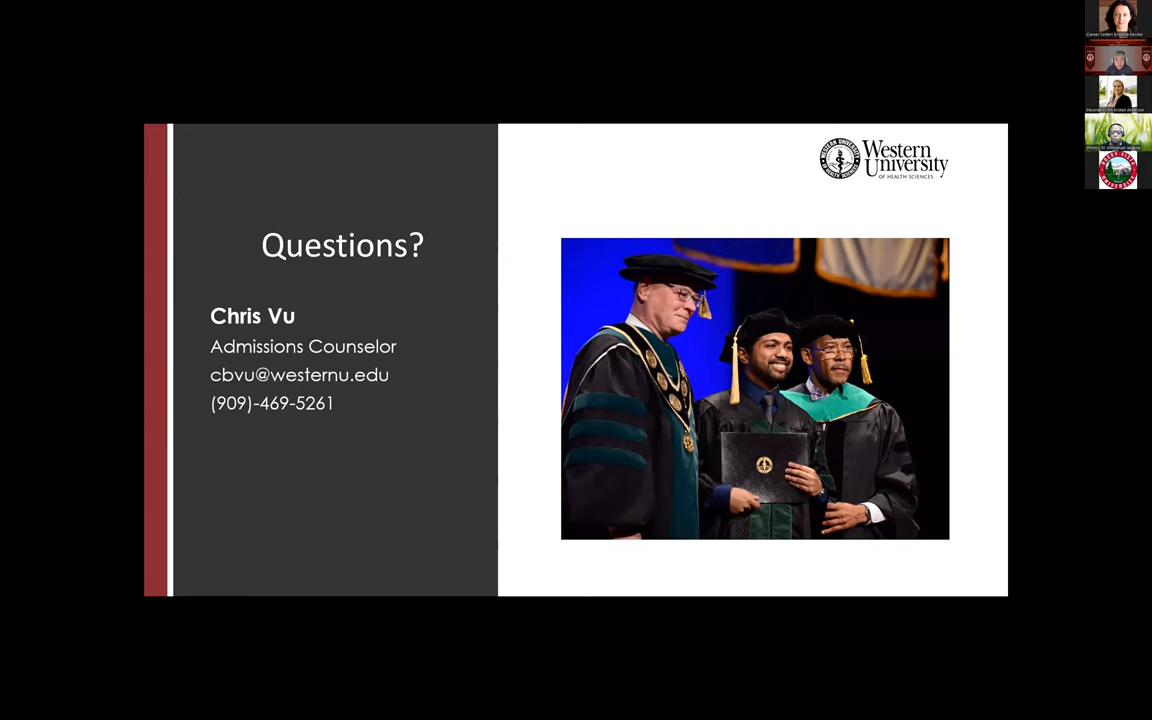 Western
University
OF HEALTH SCIENCES
Questions?
Chris Vu
Admissions Counselor
cbvu@westernu.edu
(909)-469-5261